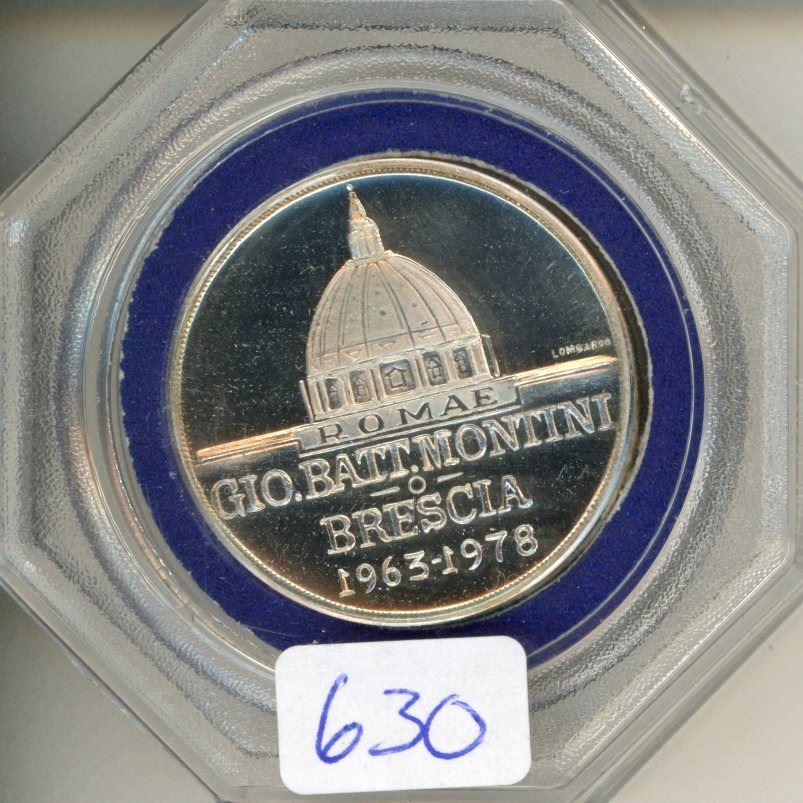 LOMBARDO
ROMAE
GIO.BATT.MONTINI
-o-
BRESCIA
1963-1978
630